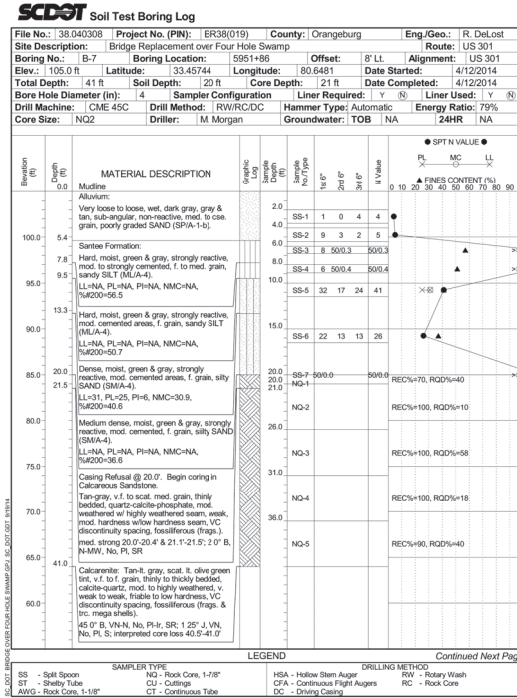 SCDOT Soil Test Boring Log
File No.: 38.040308 Project No. (PIN): ER38(019) County: Orangeburg Eng./Geo.: R. DeLost
Site Description: Bridge Replacement over Four Hole Swamp Route: US 301
Boring No.: B-7 Boring Location: 5951+86 Offset: 8' Lt. Alignment: US 301
Elev.: 105.0 ft Latitude: 33.45744 Longitude: 80.6481 Date Started: 4/12/2014
Total Depth: 41 ft Soil Depth: 20 ft Core Depth: 21 ft Date Completed: 4/12/2014
Bore Hole Diameter (in): 4 Sampler Configuration Liner Required: Y N Liner Used: Y N
Drill Machine: CME 45C Drill Method: RW/RC/DC Hammer Type: Automatic Energy Ratio: 79%
Core Size: NQ2 Driller: M. Morgan Groundwater: TOB NA 24HR NA
Elevation (ft)
Depth (ft)
MATERIAL DESCRIPTION
Graphic Log
Sample Depth (ft)
Sample No./Type
1st 6"
2nd 6"
3rd 6"
N Value
● SPT N VALUE ●
PL MC LL
▲ FINES CONTENT (%)
0 10 20 30 40 50 60 70 80 90
0.0 Mudline
Alluvium:
Very loose to loose, wet, dark gray, gray &
tan, sub-angular, non-reactive, med. to cse.
grain, poorly graded SAND (SP/A-1-b).
2.0
SS-1 1 0 4 4
4.0
SS-2 9 3 2 5
100.0 5.4
Santee Formation:
6.0
SS-3 8 50/0.3 50/0.3
7.8
Hard, moist, green & gray, strongly reactive,
mod. to strongly cemented, f. to med. grain,
sandy SILT (ML/A-4).
8.0
SS-4 6 50/0.4 50/0.4
9.5
LL=NA, PL=NA, PI=NA, NMC=NA,
%#200=56.5
95.0
10.0
SS-5 32 17 24 41
13.3
Hard, moist, green & gray, strongly reactive,
mod. cemented areas, f. grain, sandy SILT
(ML/A-4).
LL=NA, PL=NA, PI=NA, NMC=NA,
%#200=50.7
90.0
15.0
SS-6 22 13 13 26
85.0 20.0
21.5
Dense, moist, green & gray, strongly
reactive, mod. cemented areas, f. grain, silty
SAND (SM/A-4).
LL=31, PL=25, PI=6, NMC=30.9,
%#200=40.6
20.0
20.0
21.0
SS-7 50/0.0 50/0.0
NQ-1 REC%=70, RQD%=40
NQ-2 REC%=100, RQD%=10
80.0
Medium dense, moist, green & gray, strongly
reactive, mod. cemented, f. grain, silty SAND
(SM/A-4).
LL=NA, PL=NA, PI=NA, NMC=NA,
%#200=36.6
26.0
NQ-3 REC%=100, RQD%=58
75.0
Casing Refusal @ 20.0'. Begin coring in
Calcareous Sandstone.
31.0
Tan-gray, v.f. to scat. med. grain, thinly
bedded, quartz-calcite-phosphate, mod.
weathered w/ highly weathered seam, weak,
mod. hardness w/low hardness seam, VC
discontinuity spacing, fossiliferous (frags.).
NQ-4 REC%=100, RQD%=18
70.0
36.0
med. strong 20.0'-20.4' & 21.1'-21.5'; 2 0° B,
N-MW, No, Pl, SR
NQ-5 REC%=90, RQD%=40
65.0
41.0
Calcarenite: Tan-lt. gray, scat. lt. olive green
tint, v.f. to f. grain, thinly to thickly bedded,
calcite-quartz, mod. to highly weathered, v.
weak to weak, friable to low hardness, VC
discontinuity spacing, fossiliferous (frags. &
trc. mega shells).
60.0
45 0° B, VN-N, No, Pl-Ir, SR; 1 25° J, VN,
No, Pl, S; interpreted core loss 40.5'-41.0'
LEGEND
Continued Next Pag
SAMPLER TYPE DRILLING METHOD
SS - Split Spoon NQ - Rock Core, 1-7/8" HSA - Hollow Stem Auger RW - Rotary Wash
ST - Shelby Tube CU - Cuttings CFA - Continuous Flight Augers RC - Rock Core
AWG - Rock Core, 1-1/8" CT - Continuous Tube DC - Driving Casing
SC_DOT BRIDGE OVER FOUR HOLE SWAMP.GPJ SC_DOT.GDT 9/19/14